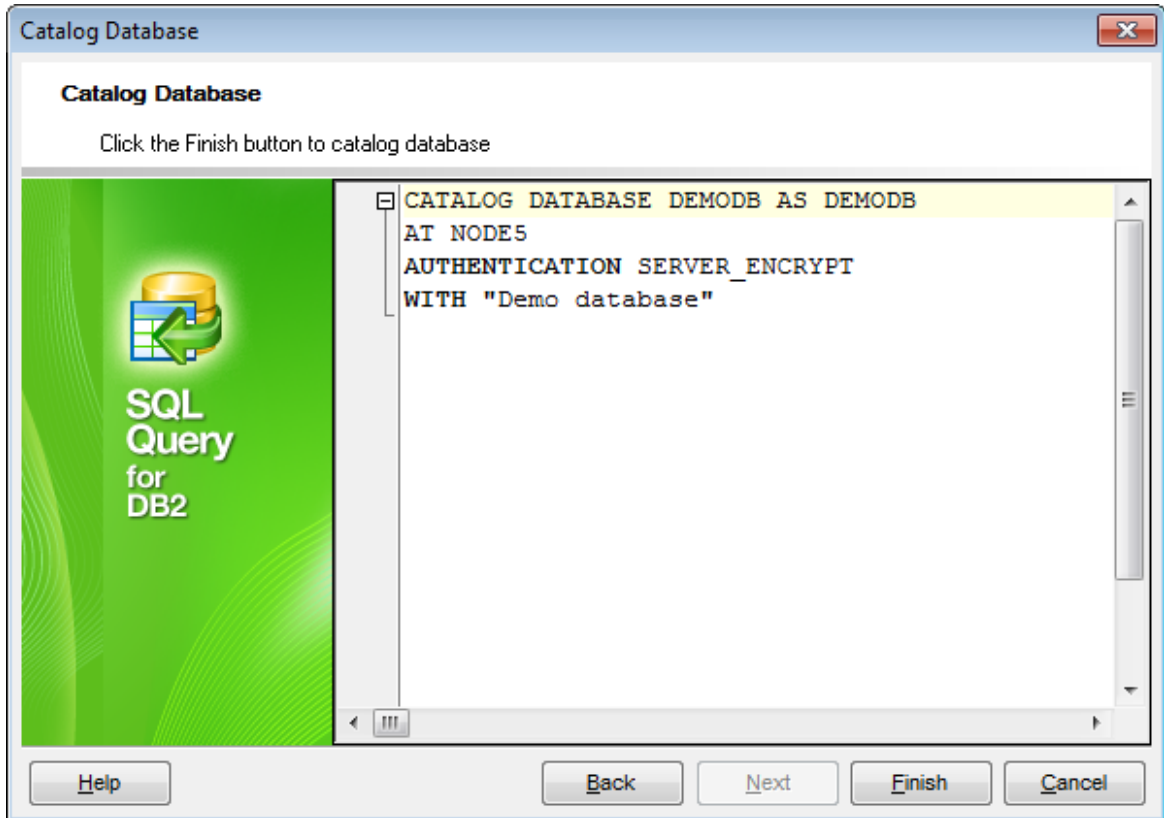 Catalog Database
Catalog Database
Click the Finish button to catalog database
CATALOG DATABASE DEMODB AS DEMODB
AT NODE5
AUTHENTICATION SERVER_ENCRYPT
WITH "Demo database"
SQL
Query
for
DB2
Help
Back
Next
Finish
Cancel